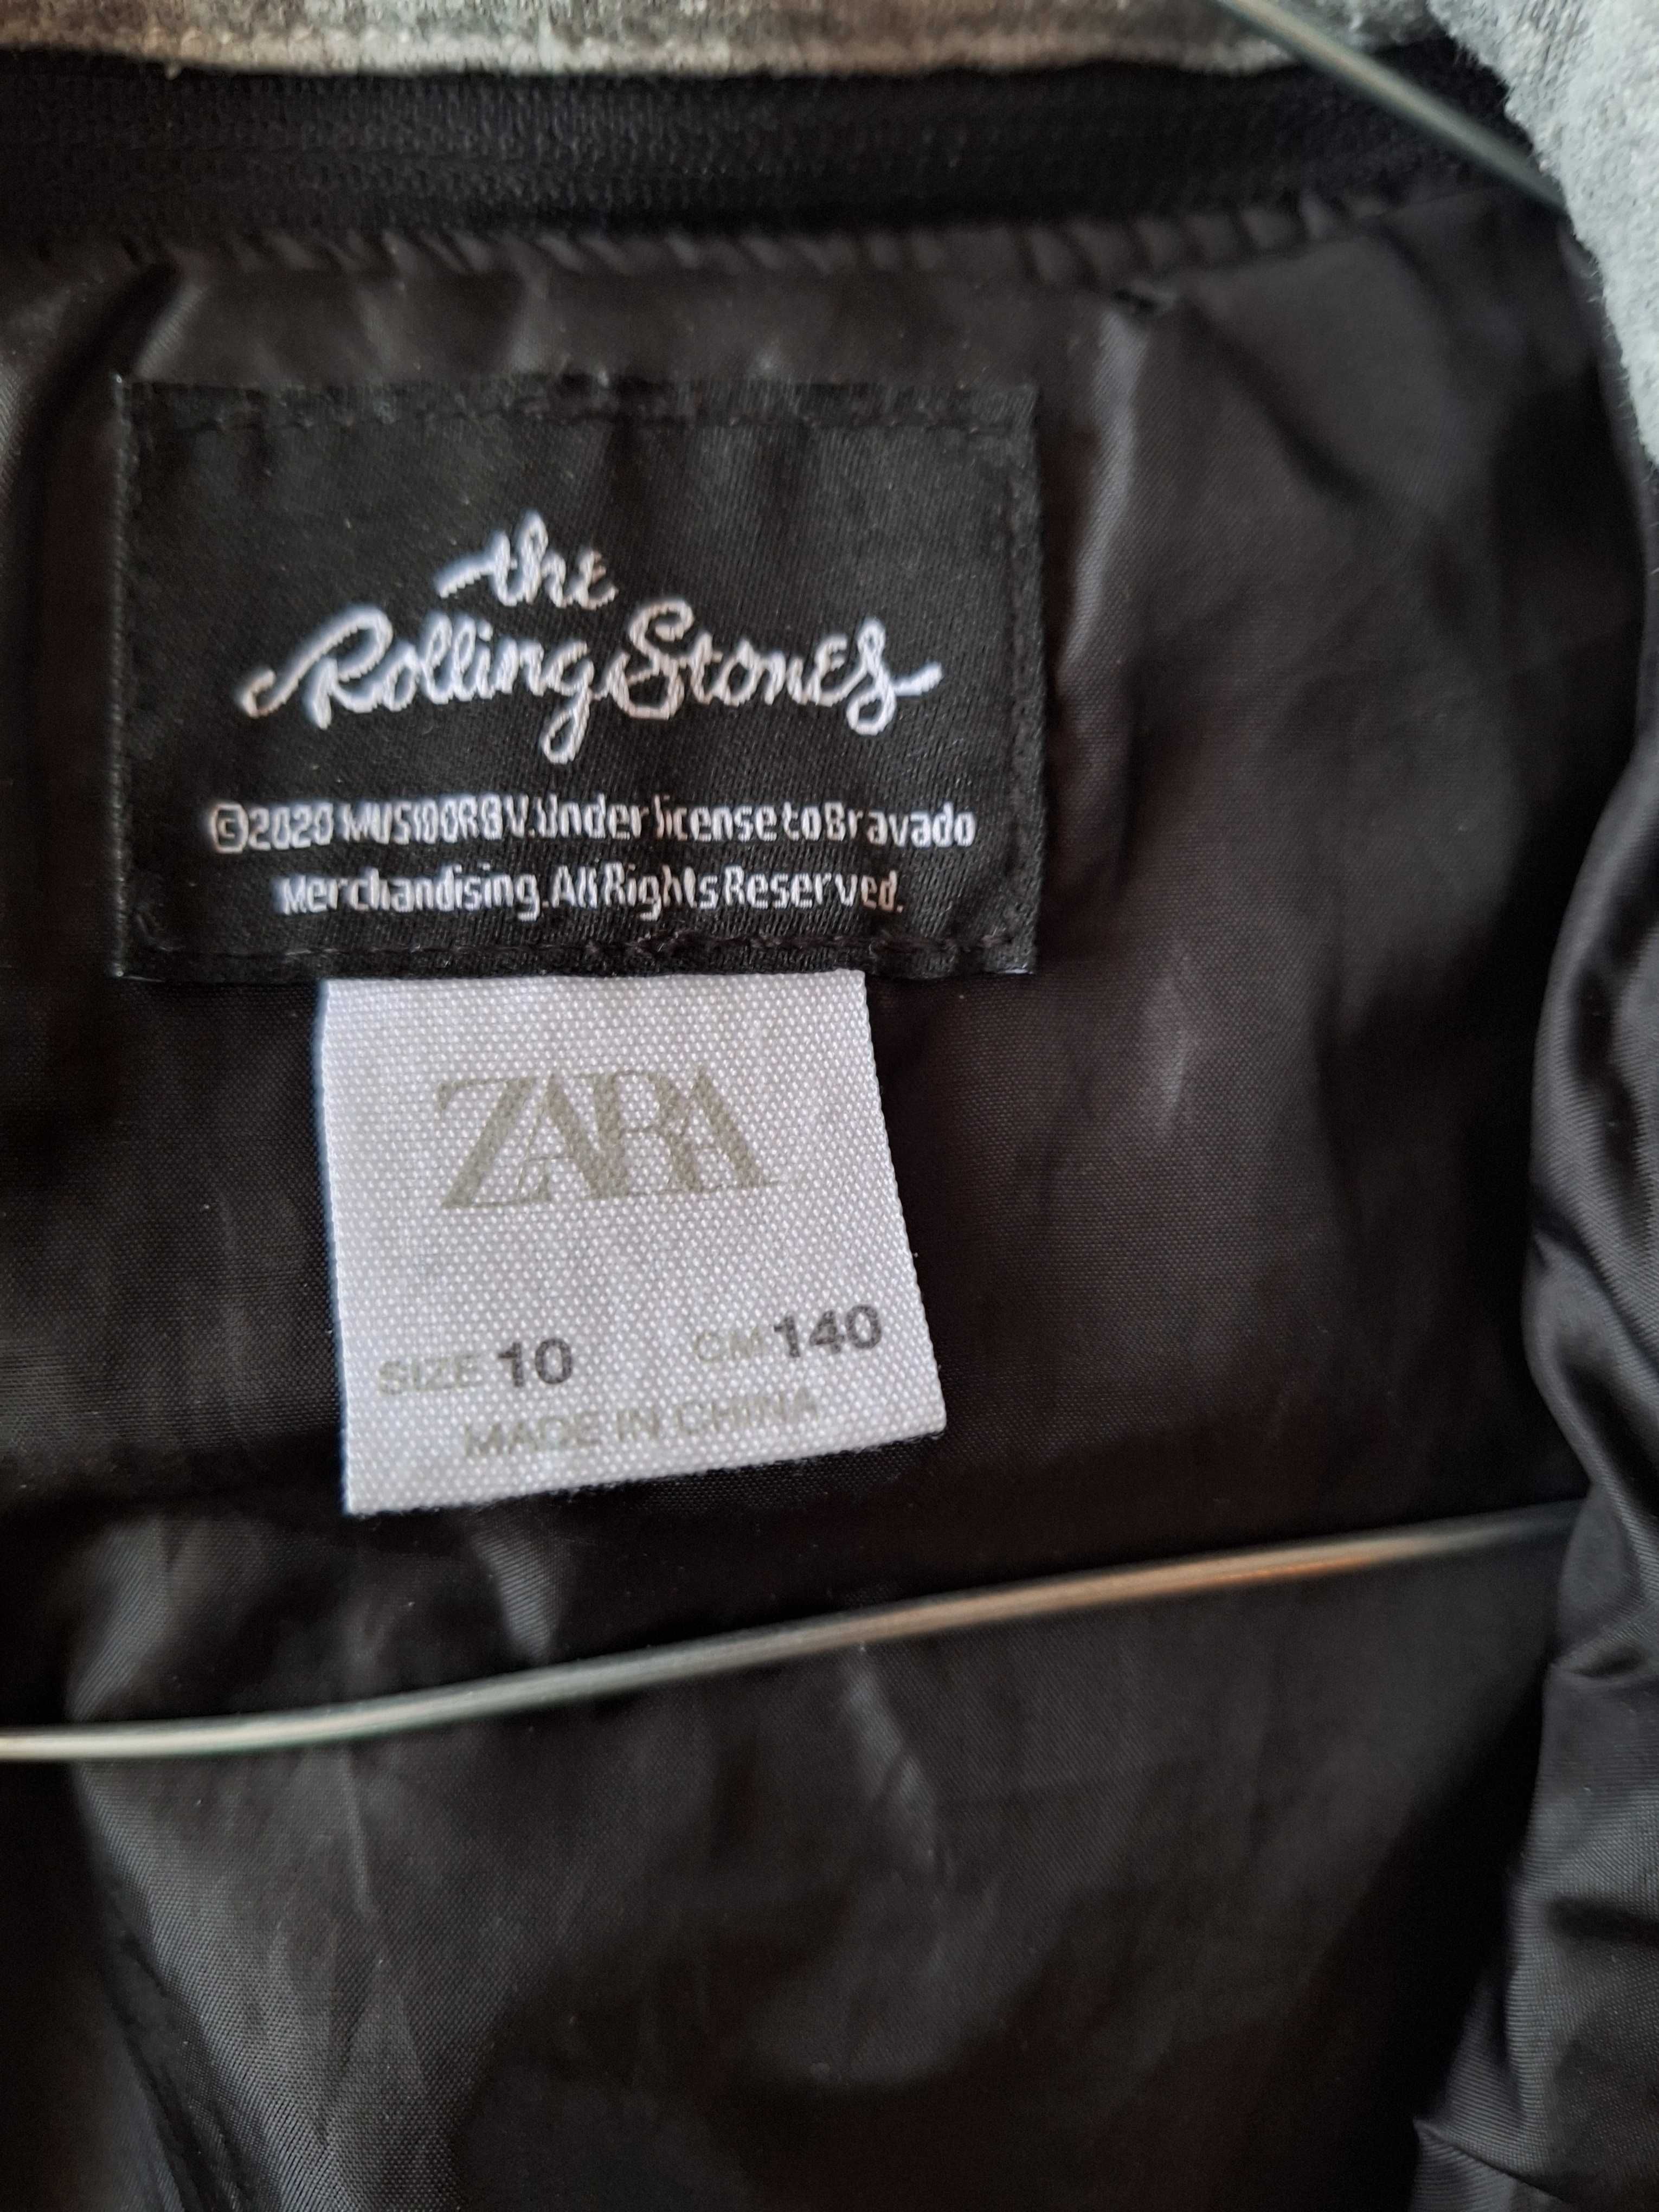 the
Rolling Stones
©2020 MUSIDOR B.V. Under license to Bravado
Merchandising. All Rights Reserved.
ZARA
SIZE 10 CM 140
MADE IN CHINA